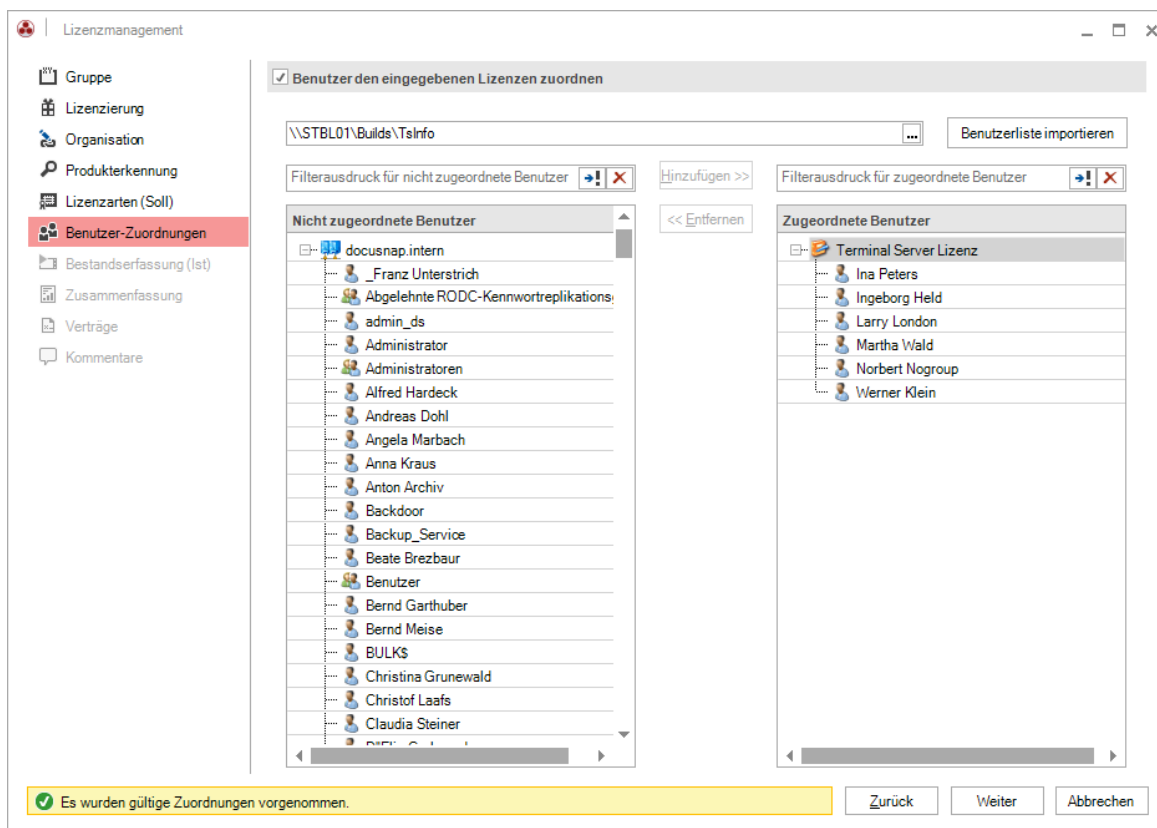 Lizenzmanagement
Gruppe
Lizenzierung
Organisation
Produkterkennung
Lizenzarten (Soll)
Benutzer-Zuordnungen
Bestandserfassung (Ist)
Zusammenfassung
Verträge
Kommentare
Benutzer den eingegebenen Lizenzen zuordnen
\\STBL01\Builds\TsInfo
...
Benutzerliste importieren
Filterausdruck für nicht zugeordnete Benutzer
Hinzufügen >>
Filterausdruck für zugeordnete Benutzer
<< Entfernen
Nicht zugeordnete Benutzer
docusnap.intern
_Franz Unterstrich
Abgelehnte RODC-Kennwortreplikations
admin_ds
Administrator
Administratoren
Alfred Hardeck
Andreas Dohl
Angela Marbach
Anna Kraus
Anton Archiv
Backdoor
Backup_Service
Beate Brezbaur
Benutzer
Bernd Garthuber
Bernd Meise
BULK$
Christina Grunewald
Christof Laafs
Claudia Steiner
Zugeordnete Benutzer
Terminal Server Lizenz
Ina Peters
Ingeborg Held
Larry London
Martha Wald
Norbert Nogroup
Werner Klein
Es wurden gültige Zuordnungen vorgenommen.
Zurück
Weiter
Abbrechen